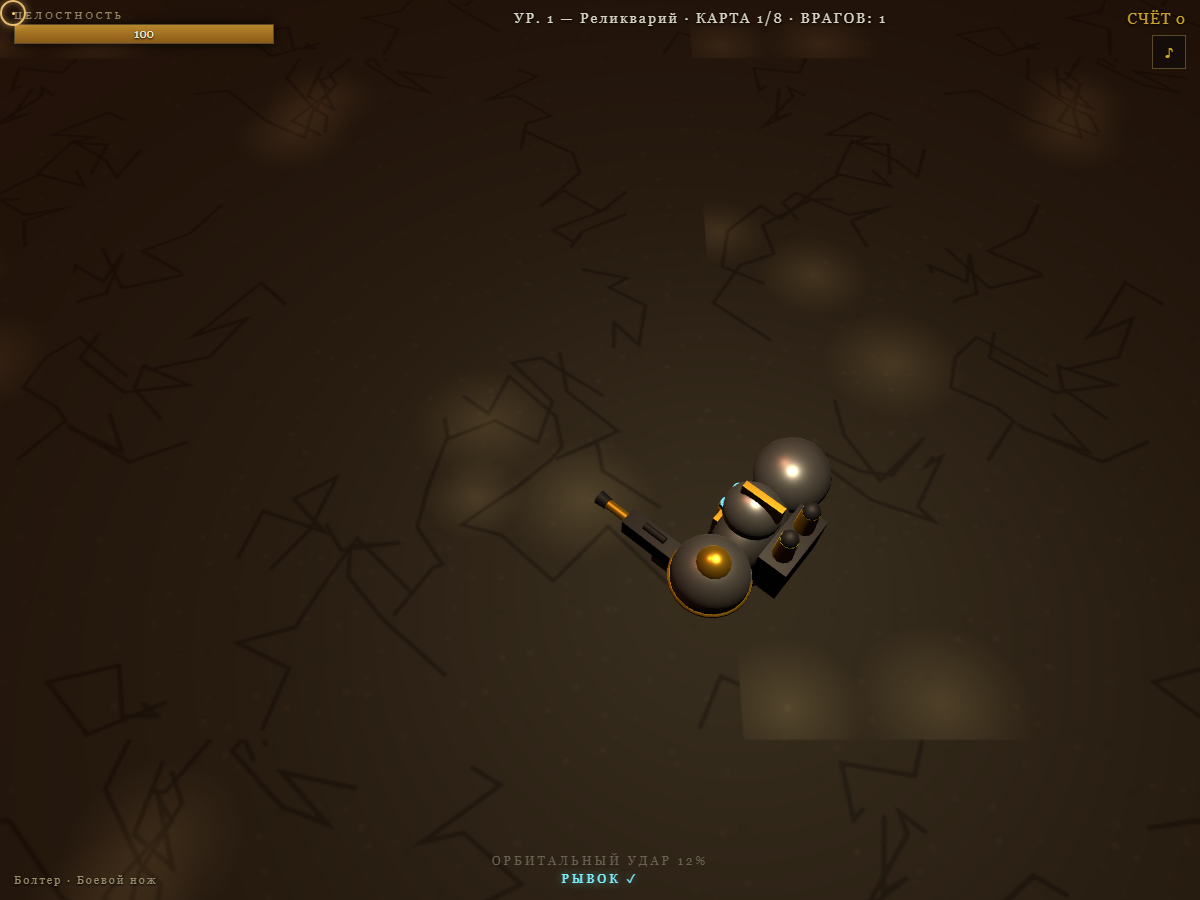 ЦЕЛОСТНОСТЬ
100
УР. 1 — Реликварий · КАРТА 1/8 · ВРАГОВ: 1
СЧЁТ 0
♪
ОРБИТАЛЬНЫЙ УДАР 12%
РЫВОК ✓
Болтер · Боевой нож